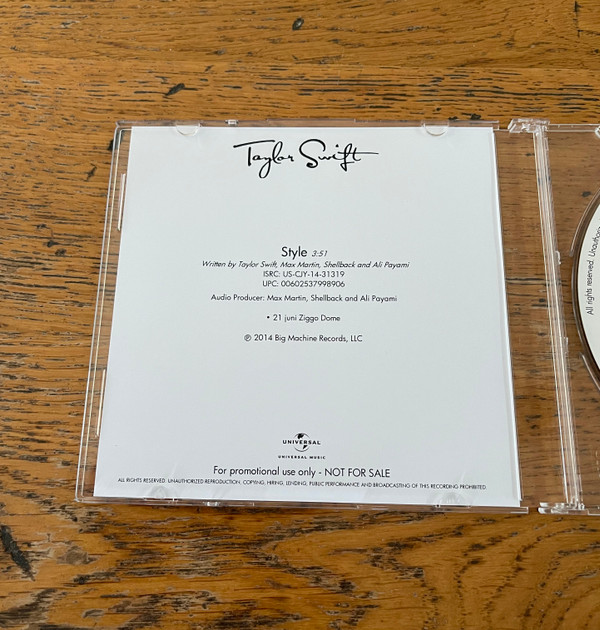 Taylor Swift
Style 3:51
Written by Taylor Swift, Max Martin, Shellback and Ali Payami
ISRC: US-CJY-14-31319
UPC: 00602537998906
Audio Producer: Max Martin, Shellback and Ali Payami
• 21 juni Ziggo Dome
℗ 2014 Big Machine Records, LLC
UNIVERSAL
UNIVERSAL MUSIC
For promotional use only - NOT FOR SALE
ALL RIGHTS RESERVED. UNAUTHORIZED REPRODUCTION, COPYING, HIRING, LENDING, PUBLIC PERFORMANCE AND BROADCASTING OF THIS RECORDING PROHIBITED
All rights reserved.